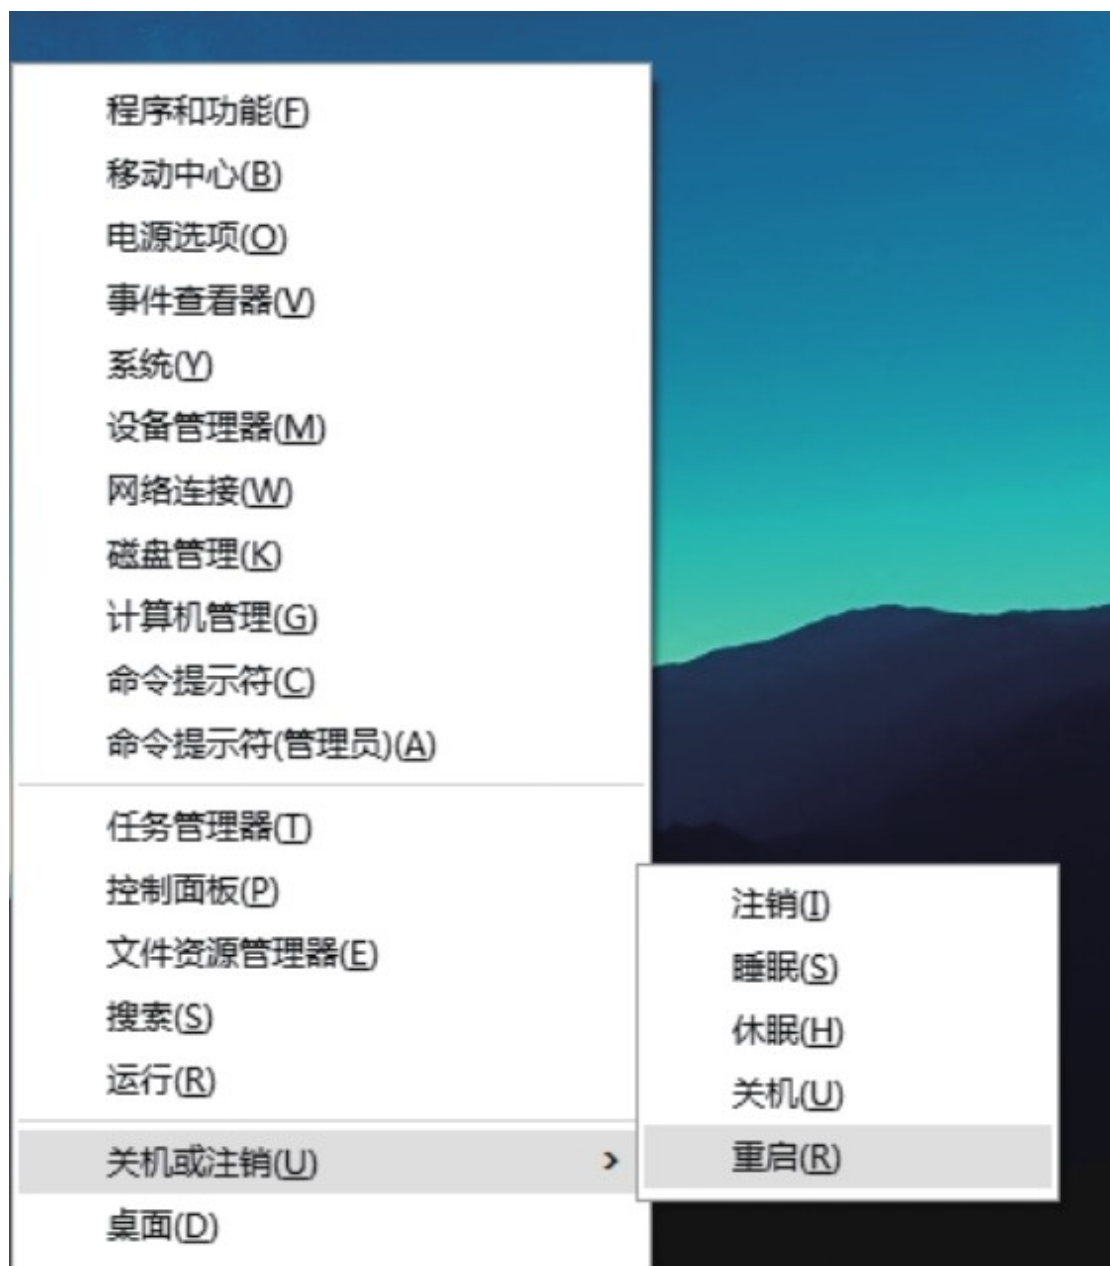 程序和功能(F)
移动中心(B)
电源选项(O)
事件查看器(V)
系统(Y)
设备管理器(M)
网络连接(W)
磁盘管理(K)
计算机管理(G)
命令提示符(C)
命令提示符(管理员)(A)
任务管理器(T)
控制面板(P)
文件资源管理器(E)
搜索(S)
运行(R)
关机或注销(U)
桌面(D)
注销(I)
睡眠(S)
休眠(H)
关机(U)
重启(R)